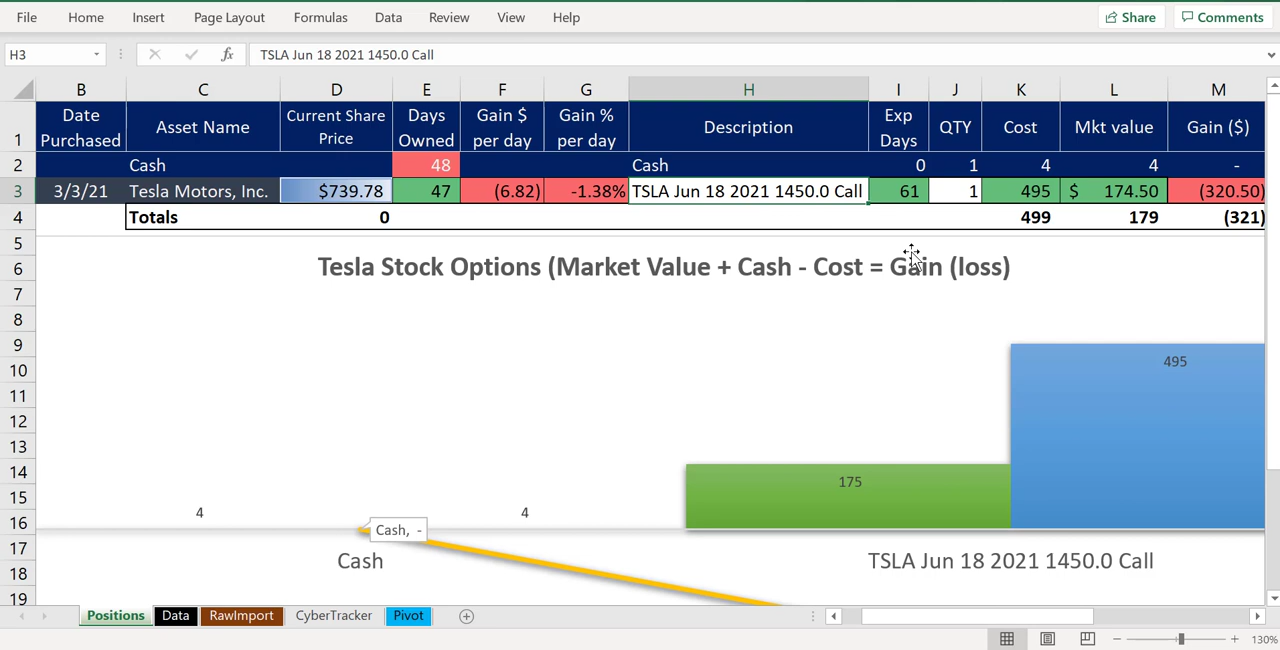 File Home Insert Page Layout Formulas Data Review View Help Share Comments
H3 fx TSLA Jun 18 2021 1450.0 Call
B C D E F G H I J K L M
1 Date Purchased Asset Name Current Share Price Days Owned Gain $ per day Gain % per day Description Exp Days QTY Cost Mkt value Gain ($)
2 Cash 48 Cash 0 1 4 4 -
3 3/3/21 Tesla Motors, Inc. $739.78 47 (6.82) -1.38% TSLA Jun 18 2021 1450.0 Call 61 1 495 $ 174.50 (320.50)
4 Totals 0 499 179 (321)
5
6 Tesla Stock Options (Market Value + Cash - Cost = Gain (loss)
7
8
9
10 495
11
12
13
14
15 175
16 4 4
Cash, -
17
18 Cash TSLA Jun 18 2021 1450.0 Call
19
Positions Data RawImport CyberTracker Pivot
130%